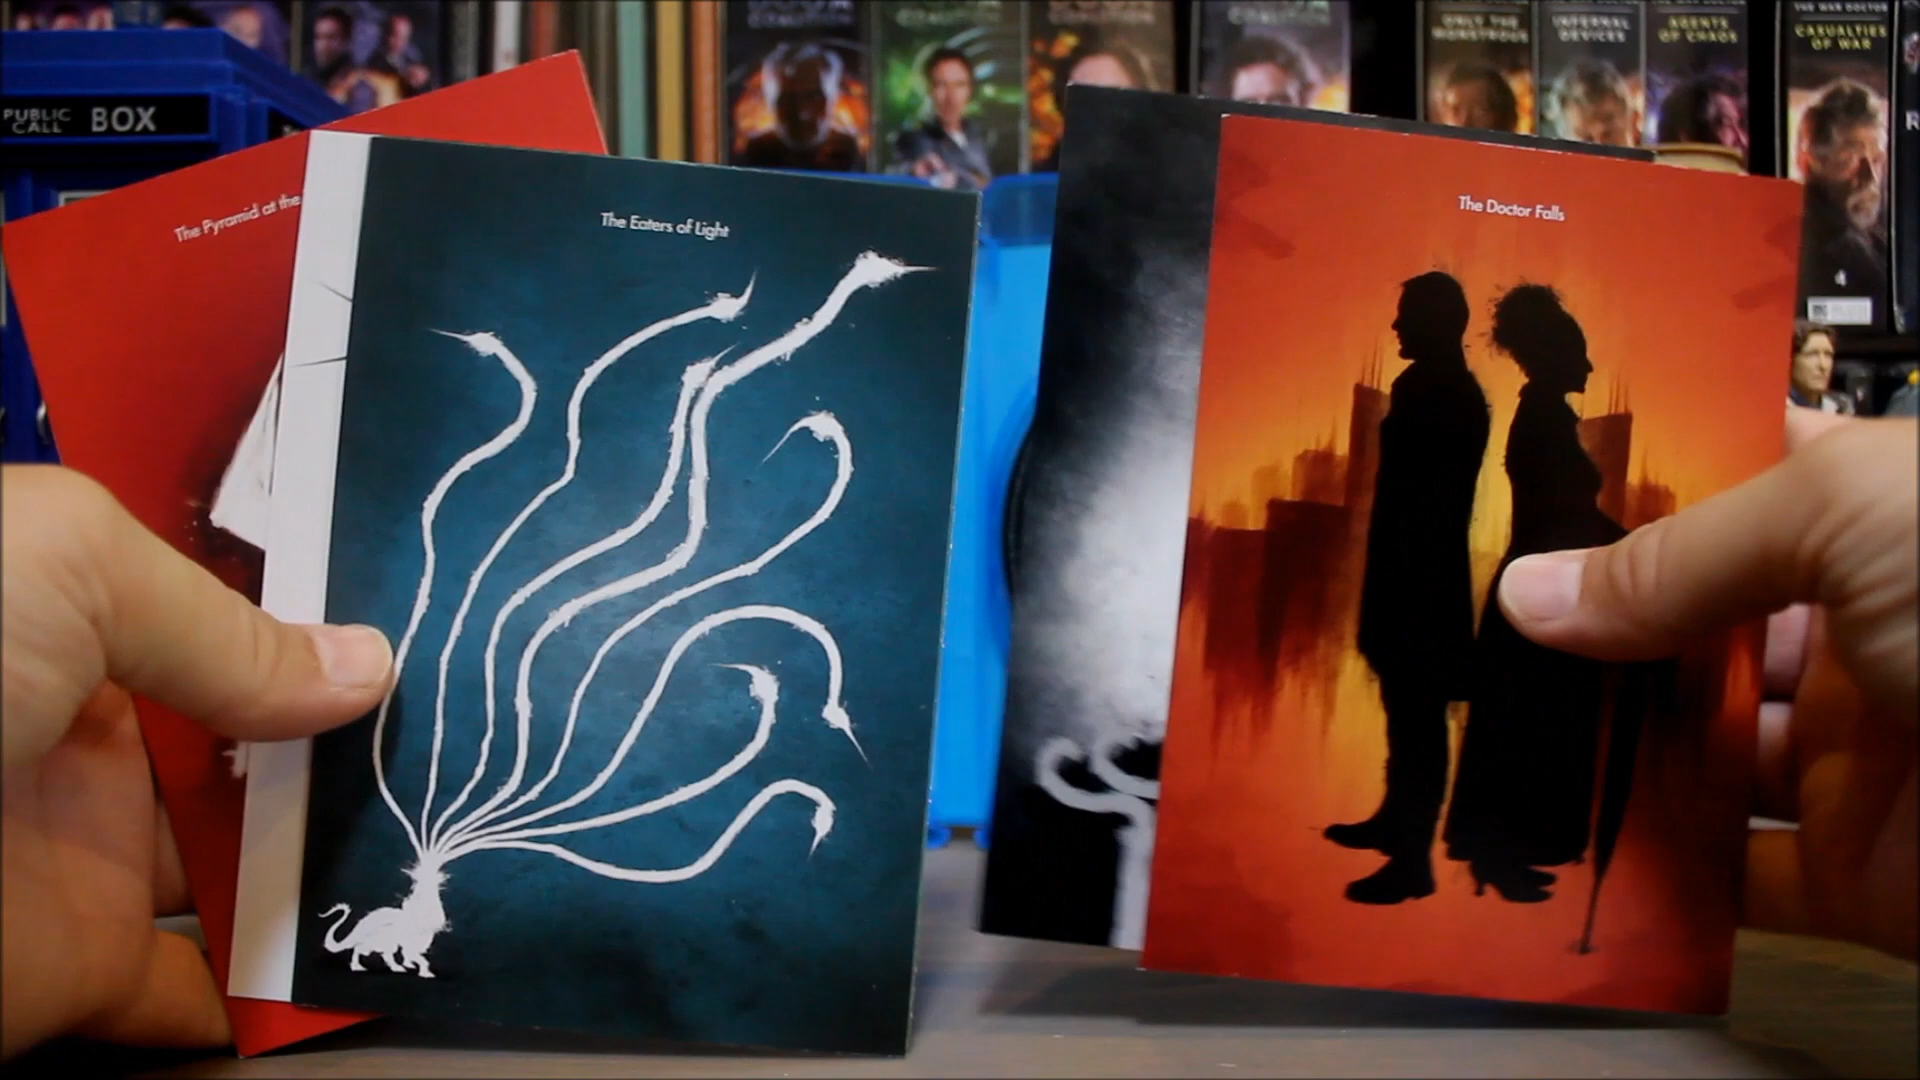 PUBLIC
CALL
BOX
ONLY THE
MONSTROUS
INFERNAL
DEVICES
AGENTS
OF CHAOS
THE WAR DOCTOR
CASUALTIES
OF WAR
4
The Pyramid at the
The Eaters of Light
The Doctor Falls